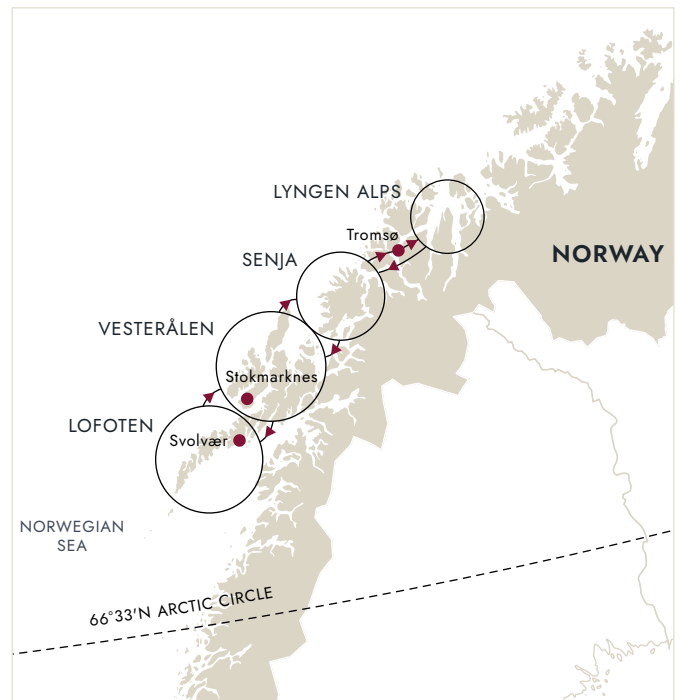 LYNGEN ALPS
Tromsø
NORWAY
SENJA
VESTERÅLEN
Stokmarknes
LOFOTEN
Svolvær
NORWEGIAN
SEA
66°33'N ARCTIC CIRCLE